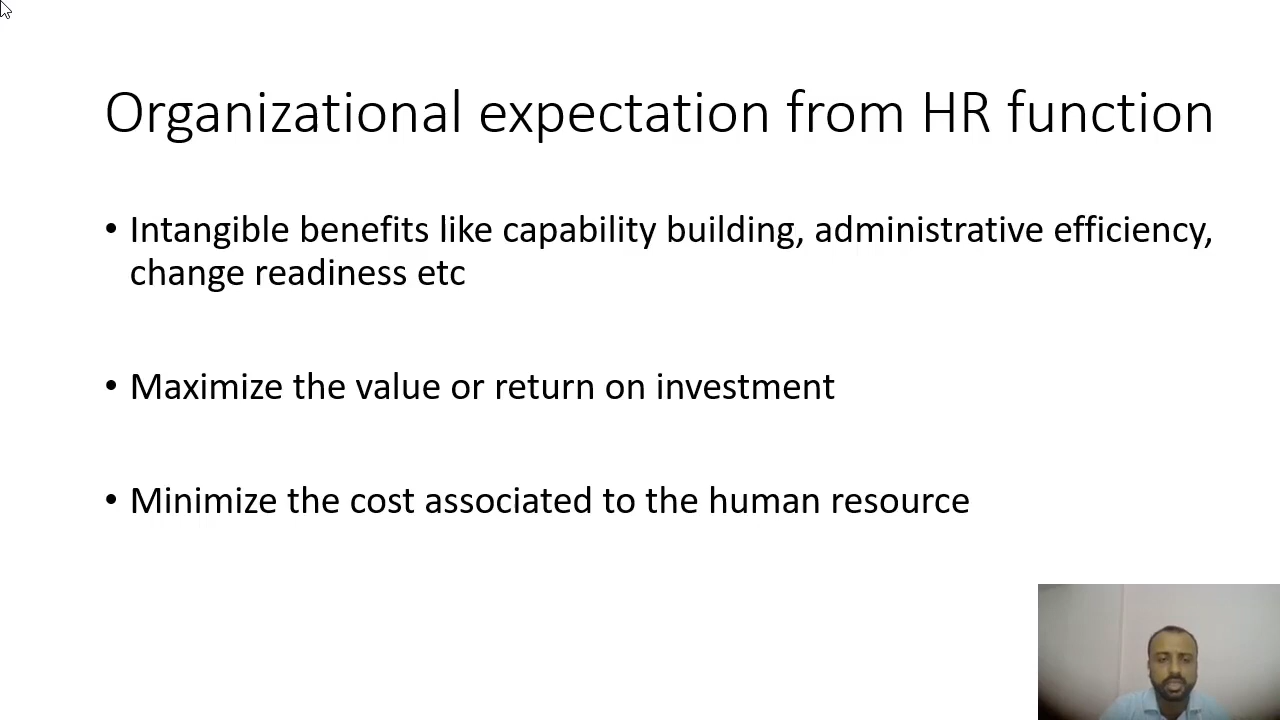 Organizational expectation from HR function
• Intangible benefits like capability building, administrative efficiency,
change readiness etc
• Maximize the value or return on investment
• Minimize the cost associated to the human resource